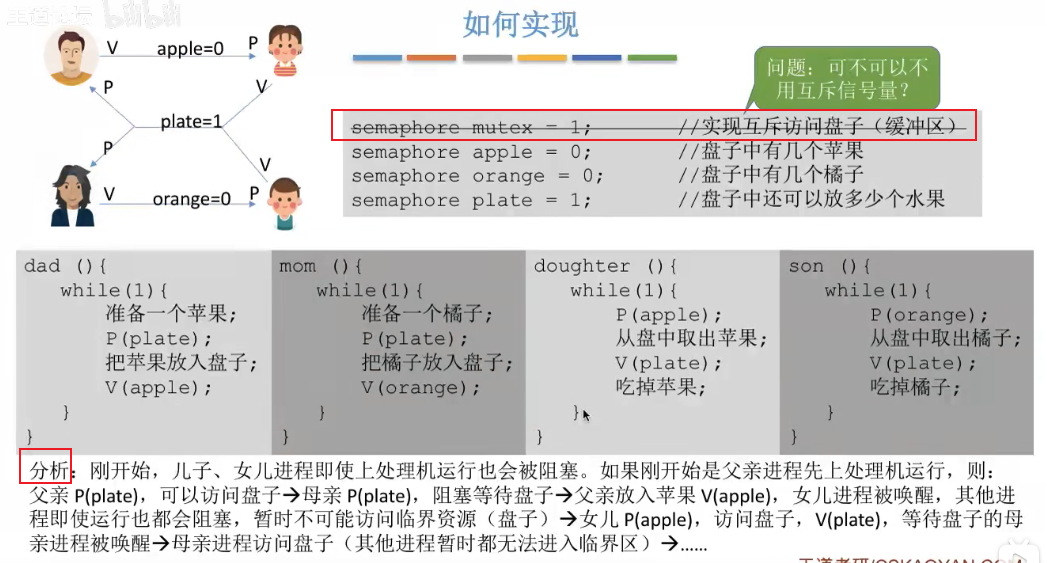 如何实现
V apple=0 P
P
V
plate=1
P
V
V orange=0 P
问题：可不可以不
用互斥信号量？
semaphore mutex = 1; //实现互斥访问盘子（缓冲区）
semaphore apple = 0; //盘子中有几个苹果
semaphore orange = 0; //盘子中有几个橘子
semaphore plate = 1; //盘子中还可以放多少个水果
dad (){
while(1){
准备一个苹果;
P(plate);
把苹果放入盘子;
V(apple);
}
}
mom (){
while(1){
准备一个橘子;
P(plate);
把橘子放入盘子;
V(orange);
}
}
doughter (){
while(1){
P(apple);
从盘中取出苹果;
V(plate);
吃掉苹果;
}
}
son (){
while(1){
P(orange);
从盘中取出橘子;
V(plate);
吃掉橘子;
}
}
分析：刚开始，儿子、女儿进程即使上处理机运行也会被阻塞。如果刚开始是父亲进程先上处理机运行，则：
父亲 P(plate)，可以访问盘子→母亲 P(plate)，阻塞等待盘子→父亲放入苹果 V(apple)，女儿进程被唤醒，其他进
程即使运行也都会阻塞，暂时不可能访问临界资源（盘子）→女儿 P(apple)，访问盘子，V(plate)，等待盘子的母
亲进程被唤醒→母亲进程访问盘子（其他进程暂时都无法进入临界区）→……